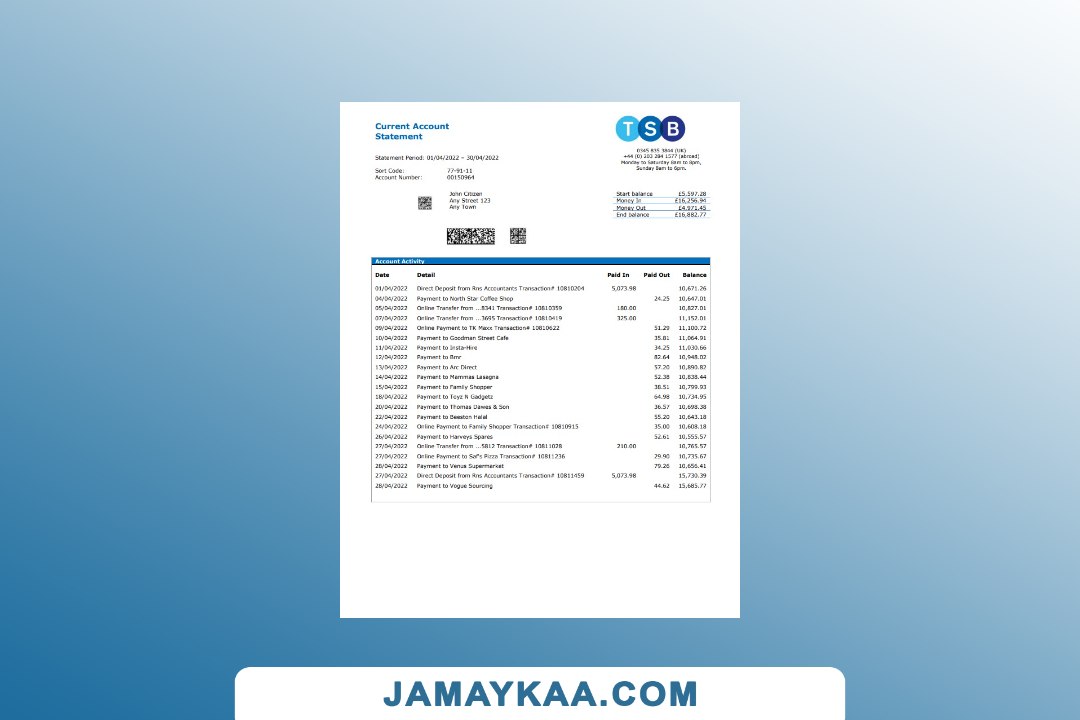 Current Account
Statement
TSB
0345 835 3844 (UK)
+44 (0) 203 284 1577 (abroad)
Monday to Saturday 8am to 8pm,
Sunday 8am to 6pm.
Statement Period: 01/04/2022 – 30/04/2022
Sort Code: 77-91-11
Account Number: 00150964
John Citizen
Any Street 123
Any Town
Start balance £5,597.28
Money In £16,256.94
Money Out £4,971.45
End balance £16,882.77
Account Activity
Date Detail Paid In Paid Out Balance
01/04/2022 Direct Deposit from Rns Accountants Transaction# 10810204 5,073.98 10,671.26
04/04/2022 Payment to North Star Coffee Shop 24.25 10,647.01
05/04/2022 Online Transfer from ...8341 Transaction# 10810359 180.00 10,827.01
07/04/2022 Online Transfer from ...3695 Transaction# 10810419 325.00 11,152.01
09/04/2022 Online Payment to TK Maxx Transaction# 10810622 51.29 11,100.72
10/04/2022 Payment to Goodman Street Cafe 35.81 11,064.91
11/04/2022 Payment to Insta-Hire 34.25 11,030.66
12/04/2022 Payment to Bmr 82.64 10,948.02
13/04/2022 Payment to Arc Direct 57.20 10,890.82
14/04/2022 Payment to Mammas Lasagna 52.38 10,838.44
15/04/2022 Payment to Family Shopper 38.51 10,799.93
18/04/2022 Payment to Toyz N Gadgetz 64.98 10,734.95
20/04/2022 Payment to Thomas Dawes & Son 36.57 10,698.38
22/04/2022 Payment to Beeston Halal 55.20 10,643.18
24/04/2022 Online Payment to Family Shopper Transaction# 10810915 35.00 10,608.18
26/04/2022 Payment to Harveys Spares 52.61 10,555.57
27/04/2022 Online Transfer from ...5812 Transaction# 10811028 210.00 10,765.57
27/04/2022 Online Payment to Saf's Pizza Transaction# 10811236 29.90 10,735.67
28/04/2022 Payment to Venus Supermarket 79.26 10,656.41
27/04/2022 Direct Deposit from Rns Accountants Transaction# 10811459 5,073.98 15,730.39
28/04/2022 Payment to Vogue Sourcing 44.62 15,685.77
JAMAYKAA.COM